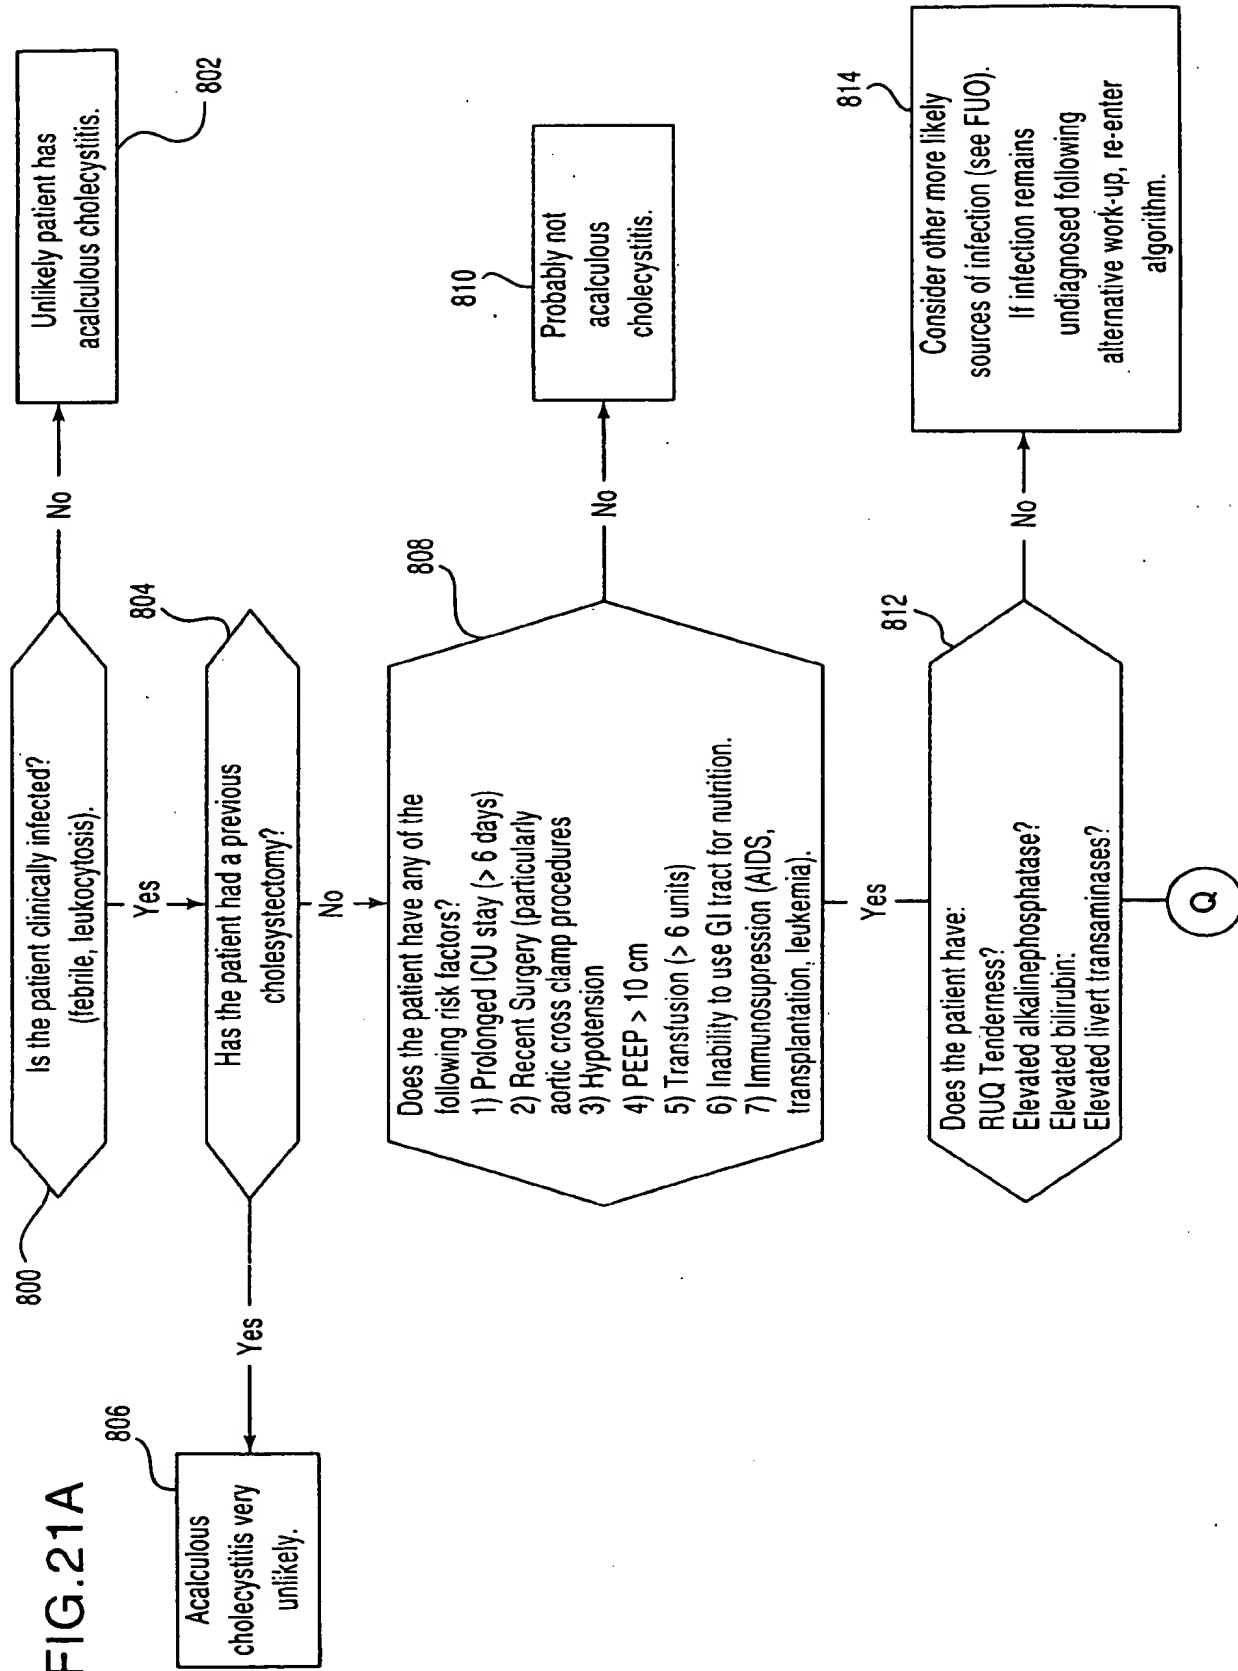 FIG.21A
800
Is the patient clinically infected?
(febrile, leukocytosis).
No
Unlikely patient has
acalculous cholecystitis.
802
Yes
804
Has the patient had a previous
cholesystectomy?
Yes
806
Acalculous
cholecystitis very
unlikely.
No
808
Does the patient have any of the
following risk factors?
1) Prolonged ICU stay (> 6 days)
2) Recent Surgery (particularly
aortic cross clamp procedures
3) Hypotension
4) PEEP > 10 cm
5) Transfusion (> 6 units)
6) Inability to use GI tract for nutrition.
7) Immunosupression (AIDS,
transplantation, leukemia).
No
810
Probably not
acalculous
cholecystitis.
Yes
812
Does the patient have:
RUQ Tenderness?
Elevated alkalinephosphatase?
Elevated bilirubin:
Elevated livert transaminases?
No
814
Consider other more likely
sources of infection (see FUO).
If infection remains
undiagnosed following
alternative work-up, re-enter
algorithm.
Q